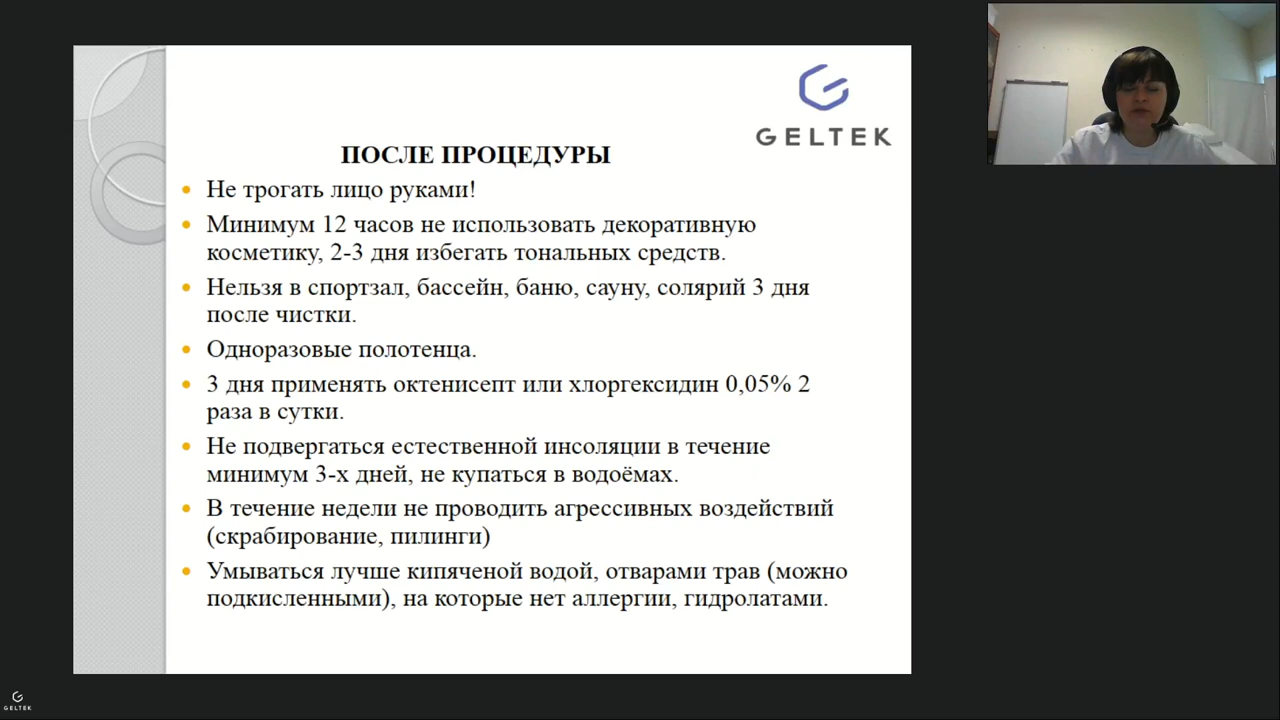 GELTEK
ПОСЛЕ ПРОЦЕДУРЫ
Не трогать лицо руками!
Минимум 12 часов не использовать декоративную
косметику, 2-3 дня избегать тональных средств.
Нельзя в спортзал, бассейн, баню, сауну, солярий 3 дня
после чистки.
Одноразовые полотенца.
3 дня применять октенисепт или хлоргексидин 0,05% 2
раза в сутки.
Не подвергаться естественной инсоляции в течение
минимум 3-х дней, не купаться в водоёмах.
В течение недели не проводить агрессивных воздействий
(скрабирование, пилинги)
Умываться лучше кипяченой водой, отварами трав (можно
подкисленными), на которые нет аллергии, гидролатами.
GELTEK